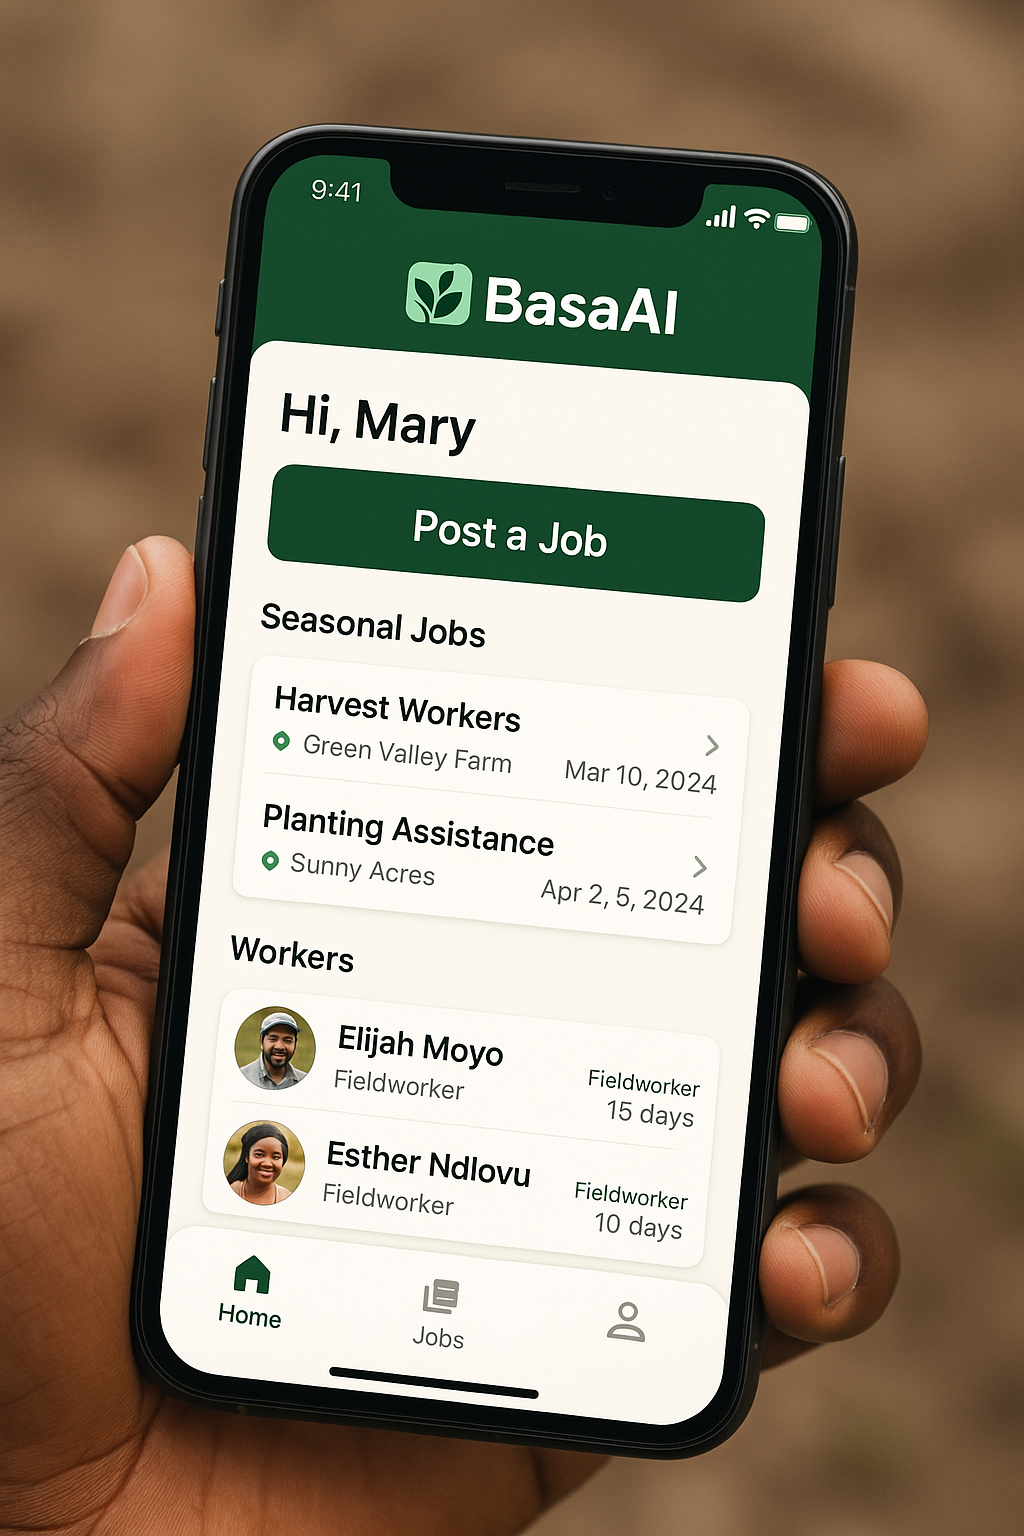 9:41
BasaAI
Hi, Mary
Post a Job
Seasonal Jobs
Harvest Workers
Green Valley Farm
Mar 10, 2024
Planting Assistance
Sunny Acres
Apr 2, 5, 2024
Workers
Elijah Moyo
Fieldworker
Fieldworker
15 days
Esther Ndlovu
Fieldworker
Fieldworker
10 days
Home
Jobs